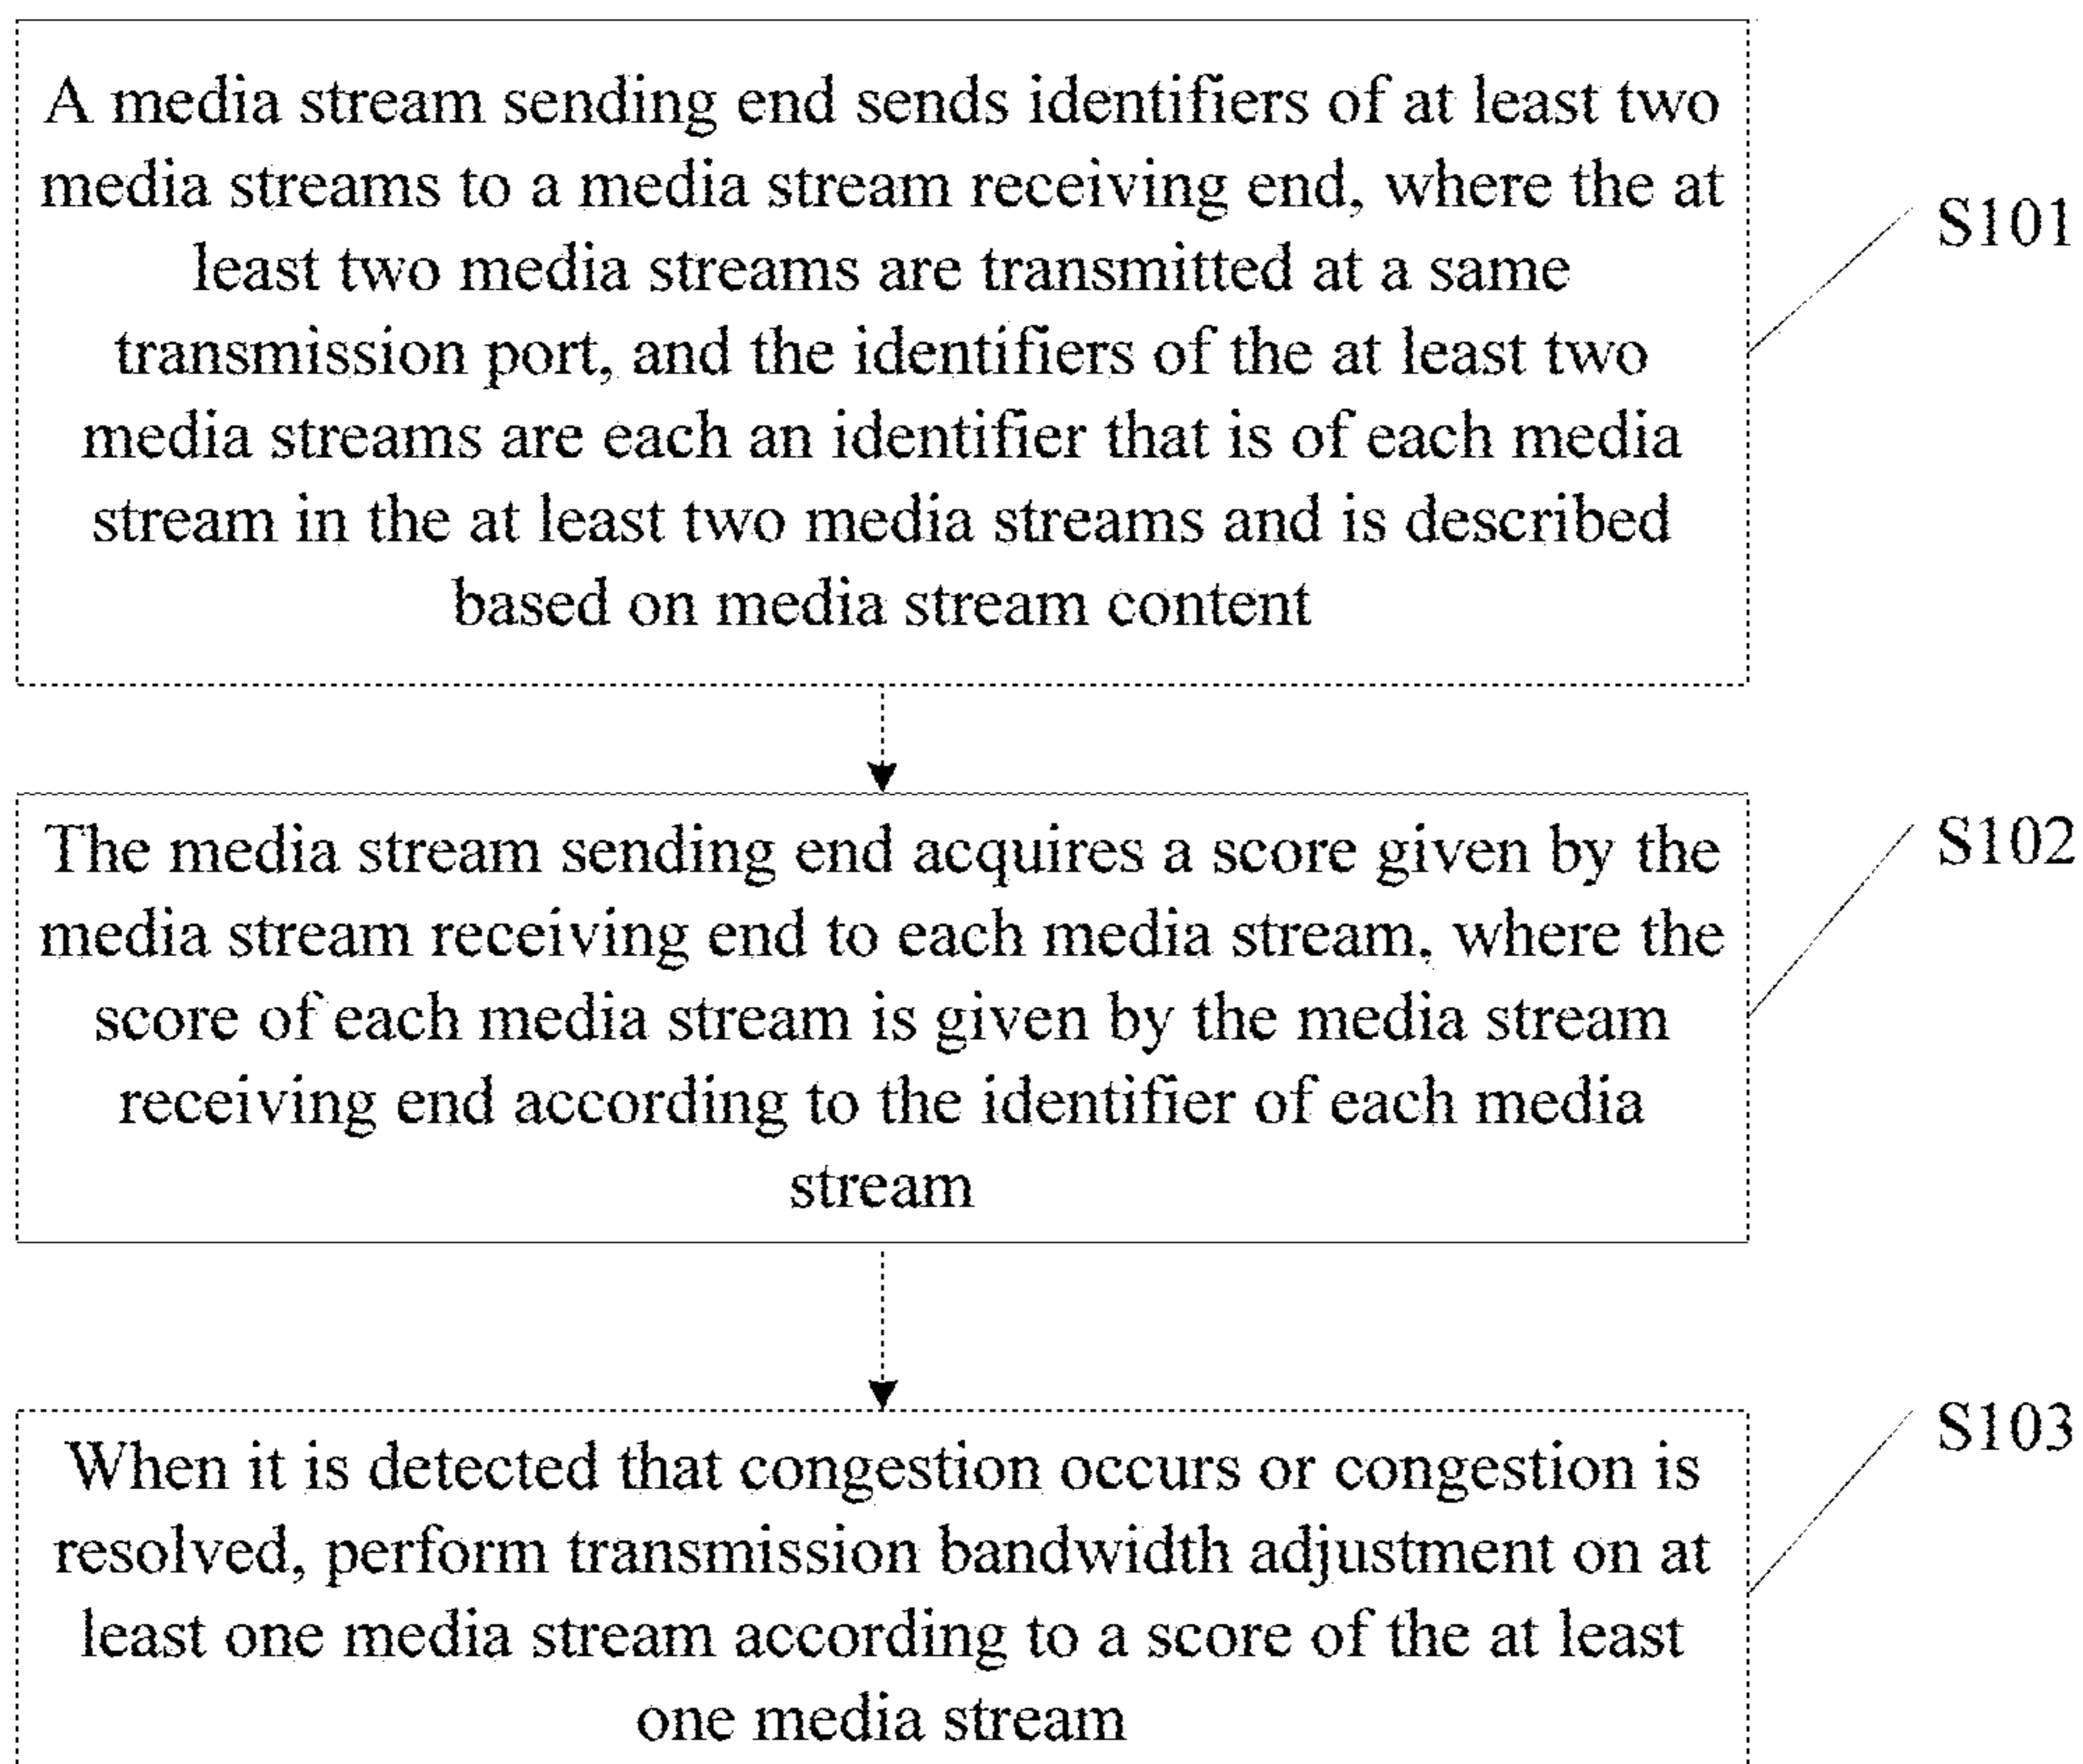 A media stream sending end sends identifiers of at least two
media streams to a media stream receiving end, where the at
least two media streams are transmitted at a same
transmission port, and the identifiers of the at least two
media streams are each an identifier that is of each media
stream in the at least two media streams and is described
based on media stream content
S101
The media stream sending end acquires a score given by the
media stream receiving end to each media stream, where the
score of each media stream is given by the media stream
receiving end according to the identifier of each media
stream
S102
When it is detected that congestion occurs or congestion is
resolved, perform transmission bandwidth adjustment on at
least one media stream according to a score of the at least
one media stream
S103